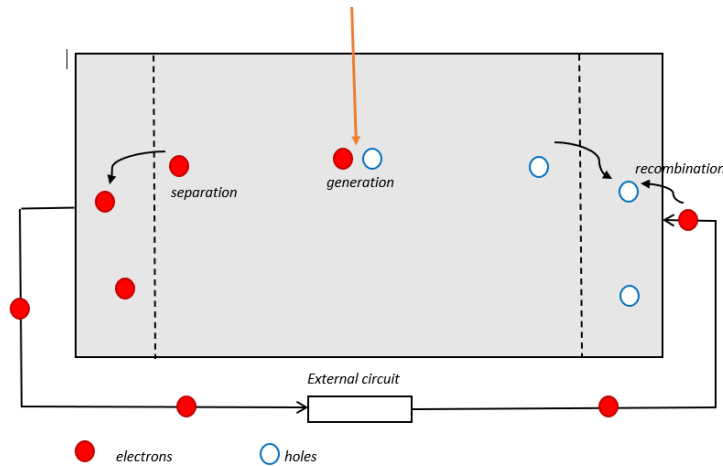 recombination
separation
generation
External circuit
electrons
holes